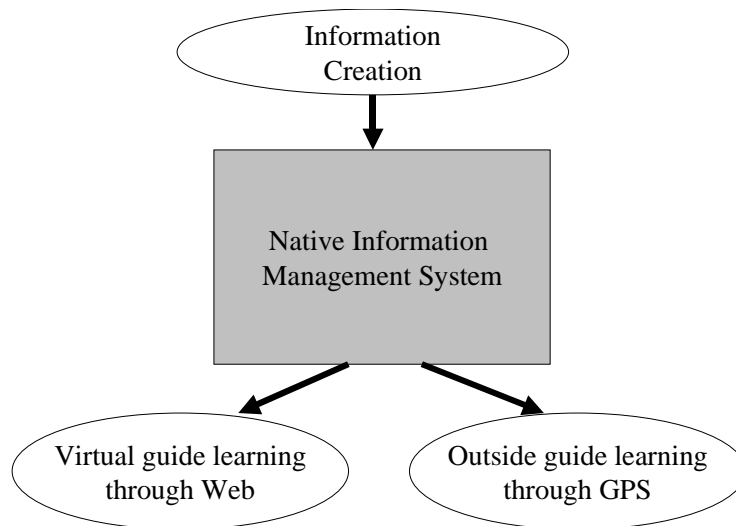 Information
Creation
Native Information
Management System
Virtual guide learning
through Web
Outside guide learning
through GPS